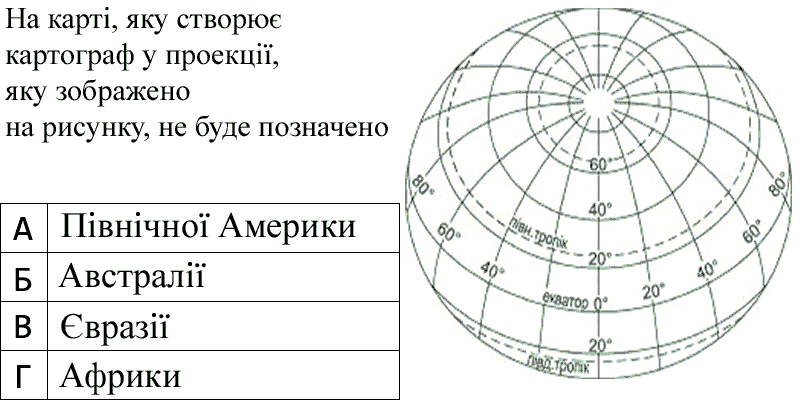 На карті, яку створює
картограф у проекції,
яку зображено
на рисунку, не буде позначено
А Північної Америки
Б Австралії
В Євразії
Г Африки
60°
40°
півн.тропік
20°
екватор 0°
20°
півд.тропік
80°
60°
40°
20°
40°
60°
80°